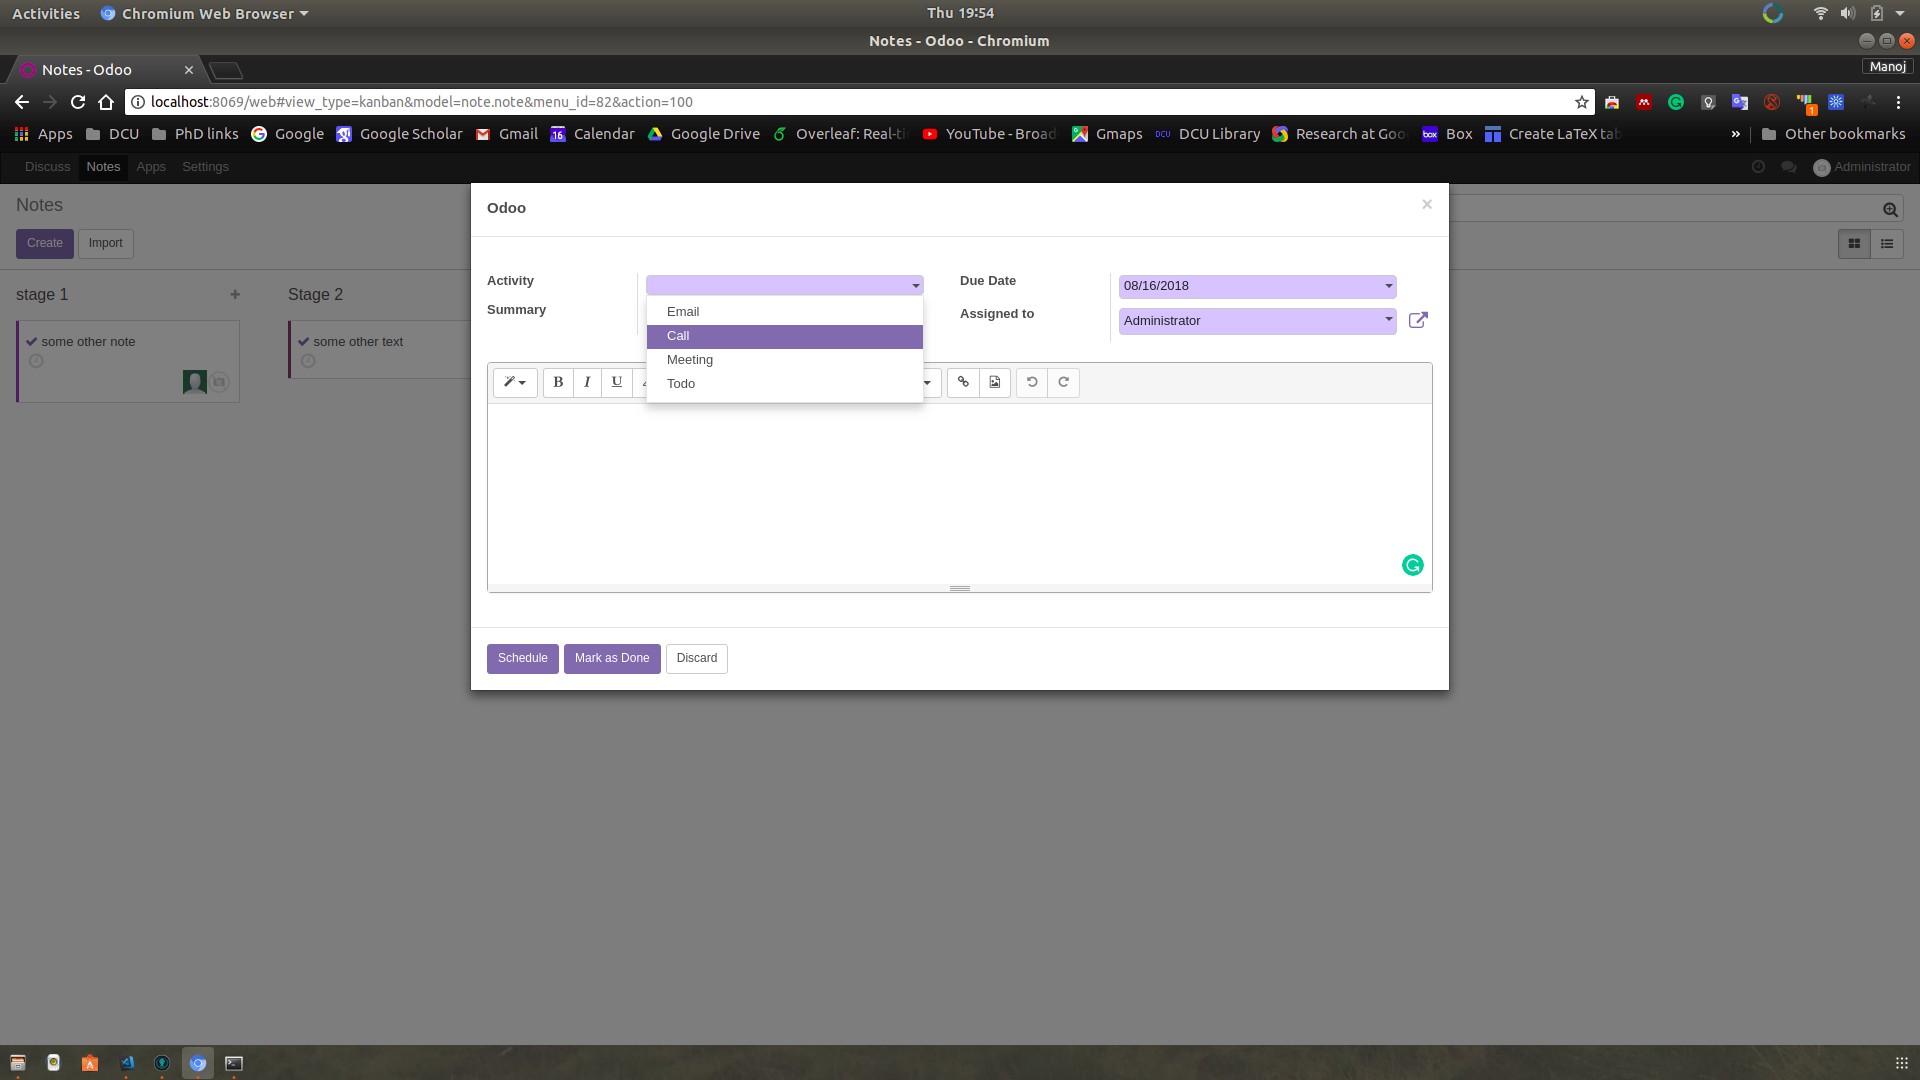 Activities Chromium Web Browser Thu 19:54
Notes - Odoo - Chromium
Notes - Odoo Manoj
localhost:8069/web#view_type=kanban&model=note.note&menu_id=82&action=100 1
Apps DCU PhD links Google Google Scholar Gmail 16 Calendar Google Drive Overleaf: Real-ti YouTube - Broad Gmaps DCU DCU Library Research at Goo box Box Create LaTeX tab » Other bookmarks
Discuss Notes Apps Settings Administrator
Notes
Create Import
Odoo ×
stage 1 + Stage 2
some other note some other text
Activity Due Date 08/16/2018
Summary Assigned to Administrator
Email
Call
Meeting
Todo
B I U
Schedule Mark as Done Discard